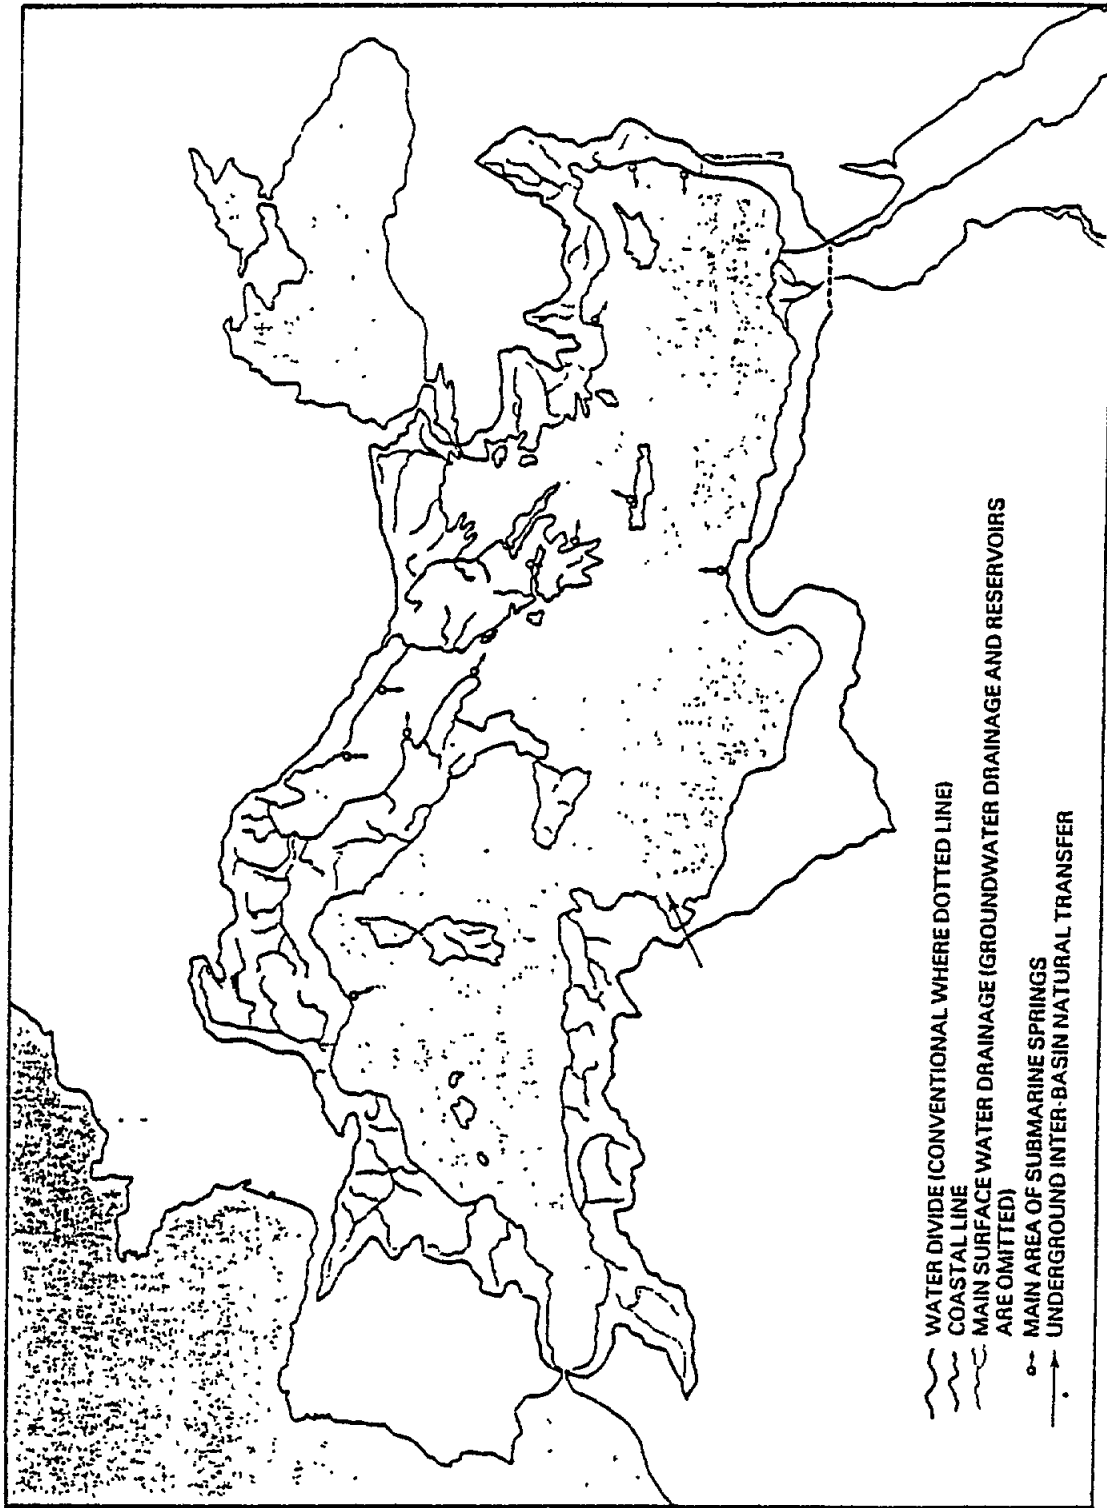 WATER DIVIDE (CONVENTIONAL WHERE DOTTED LINE)
COASTAL LINE
MAIN SURFACE WATER DRAINAGE (GROUNDWATER DRAINAGE AND RESERVOIRS
ARE OMITTED)
MAIN AREA OF SUBMARINE SPRINGS
UNDERGROUND INTER-BASIN NATURAL TRANSFER